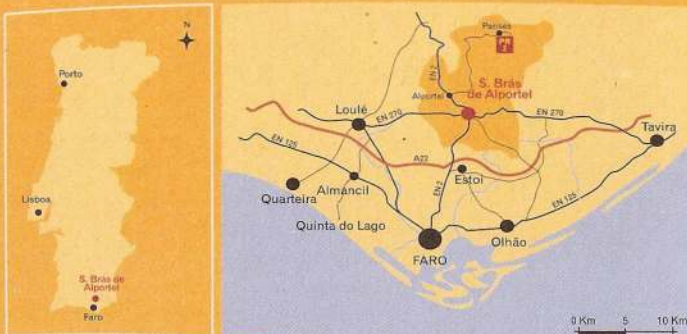 N
Porto
Lisboa
S. Brás de
Alportel
Faro
Parises
EN 2
S. Brás
de Alportel
Alportel
Loulé
EN 270
EN 270
Tavira
EN 125
A22
Estoi
Quarteira
Almancil
EN 2
EN 125
Quinta do Lago
Olhão
FARO
0 Km 5 10 Km